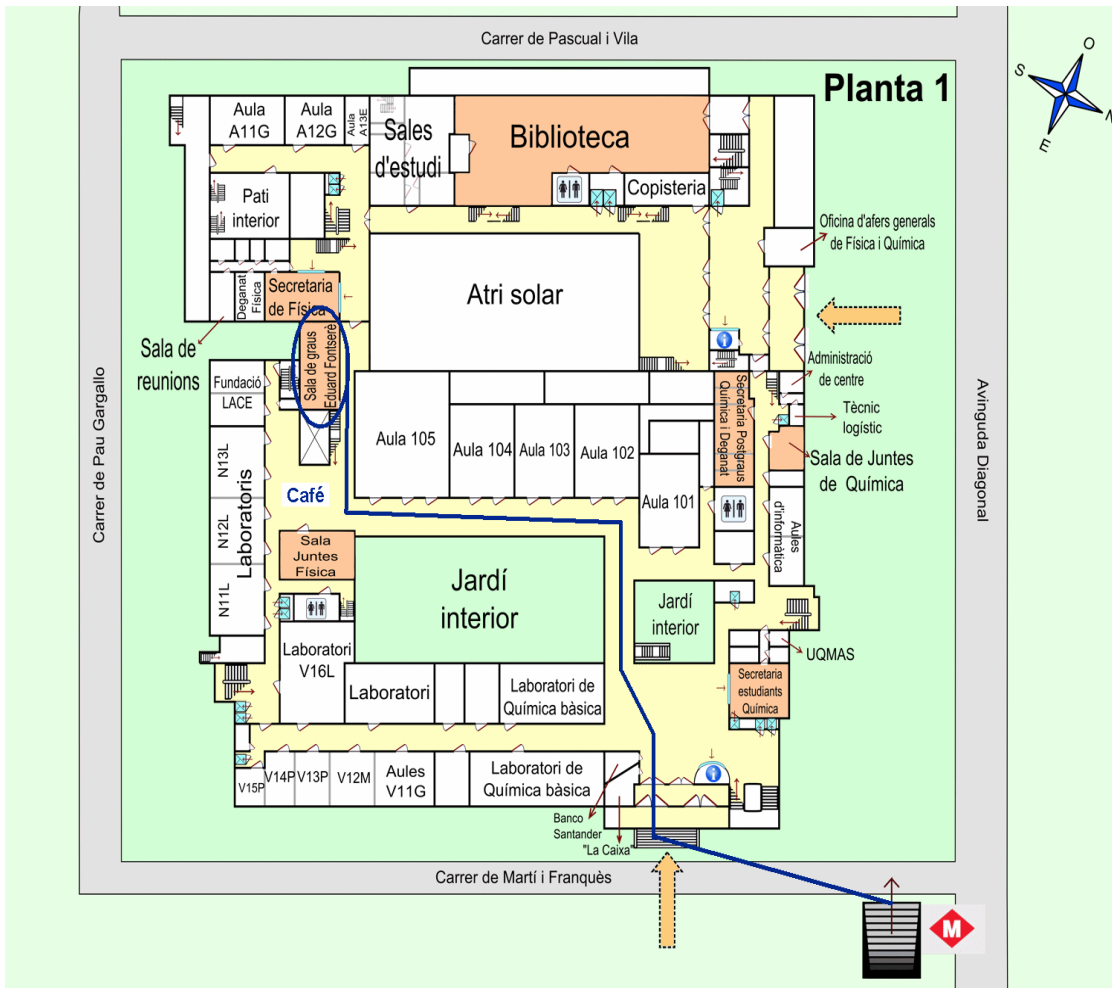 Carrer de Pascual i Vila
Planta 1
O
S
N
E
Aula
A11G
Aula
A12G
Aula
A13E
Sales
d'estudi
Biblioteca
Copisteria
Pati
interior
Oficina d'afers generals
de Física i Química
Deganat
Física
Secretaria
de Física
Atri solar
Sala de
reunions
Sala de graus
Eduard Fontserè
Administració
de centre
Tècnic
logístic
Fundació
LACE
Aula 105
Aula 104
Aula 103
Aula 102
Aula 101
Secretaria Postgraus
Química i Deganat
Sala de Juntes
de Química
Carrer de Pau Gargallo
Avinguda Diagonal
N13L
N12L
N11L
Laboratoris
Café
Aules
d'informàtica
Sala
Juntes
Física
Jardí
interior
Jardí
interior
UQMAS
Laboratori
V16L
Laboratori
Laboratori de
Química bàsica
Secretaria
estudiants
Química
V15P
V14P
V13P
V12M
Aules
V11G
Laboratori de
Química bàsica
Banco
Santander
"La Caixa"
Carrer de Martí i Franquès
M